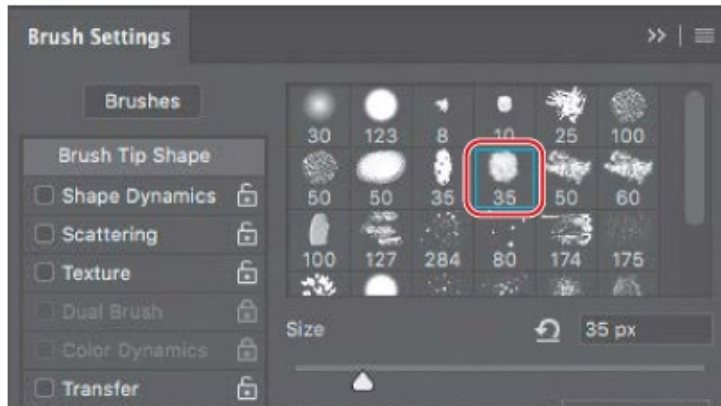 Brush Settings
Brushes
30 123 8 10 25 100
Brush Tip Shape
50 50 35 35 50 60
Shape Dynamics
Scattering
100 127 284 80 174 175
Texture
Dual Brush
Size 35 px
Color Dynamics
Transfer